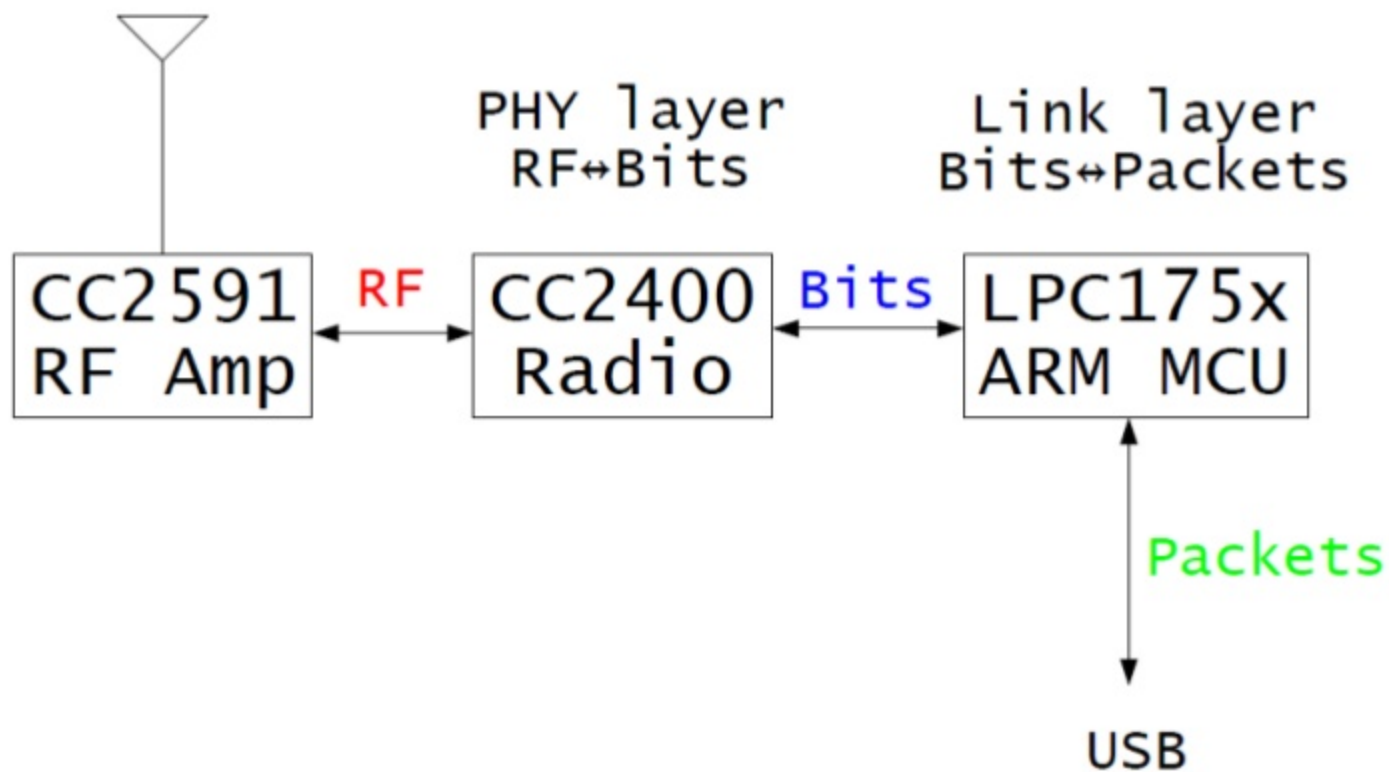 PHY layer
RF↔Bits
Link layer
Bits↔Packets
CC2591
RF Amp
RF
CC2400
Radio
Bits
LPC175x
ARM MCU
Packets
USB